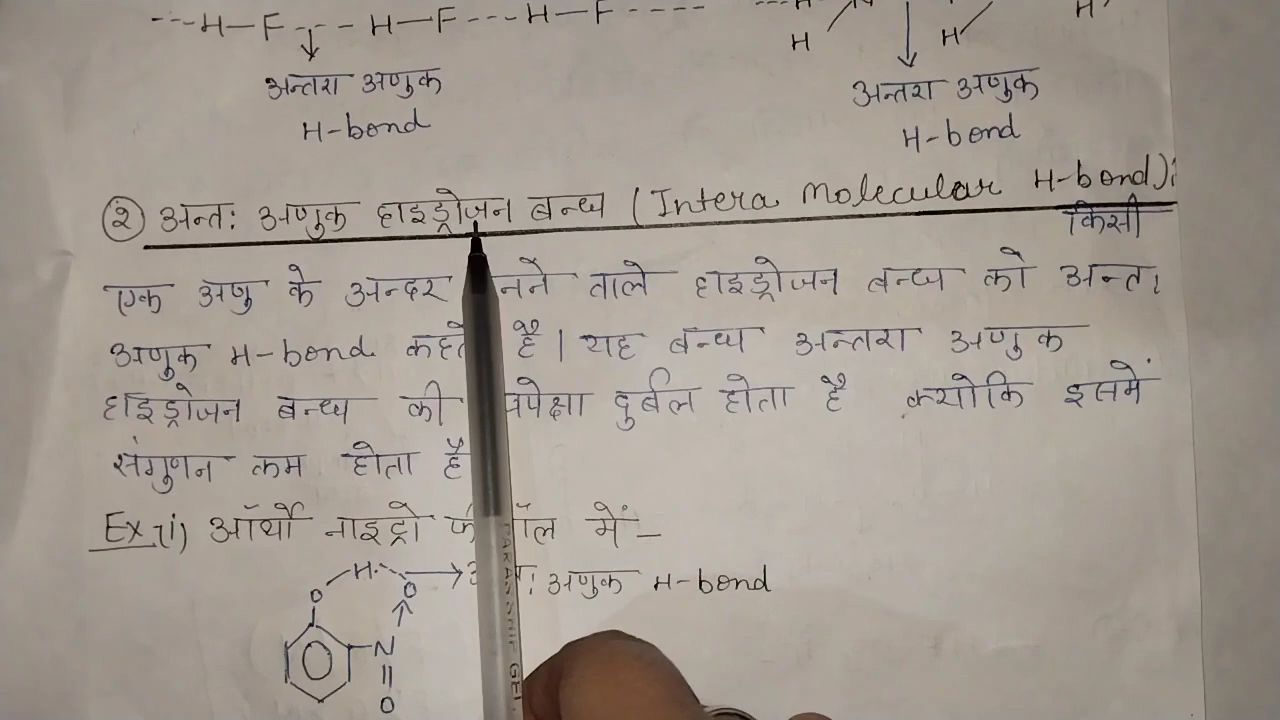 ---H—F---H—F---H—F----
H H H
अन्तरा अणुक अन्तरा अणुक
H-bond H-bond
② अन्तः अणुक हाइड्रोजन बन्ध (Intera Molecular H-bond):
किसी
एक अणु के अन्दर बनने वाले हाइड्रोजन बन्ध को अन्तः
अणुक H-bond कहते है। यह बन्ध अन्तरा अणुक
हाइड्रोजन बन्ध की अपेक्षा दुर्बल होता है क्योकि इसमें
संगुणन कम होता है
Ex-(i) ऑर्थो नाइट्रो में—
H---O → अणुक H-bond
O
N
O